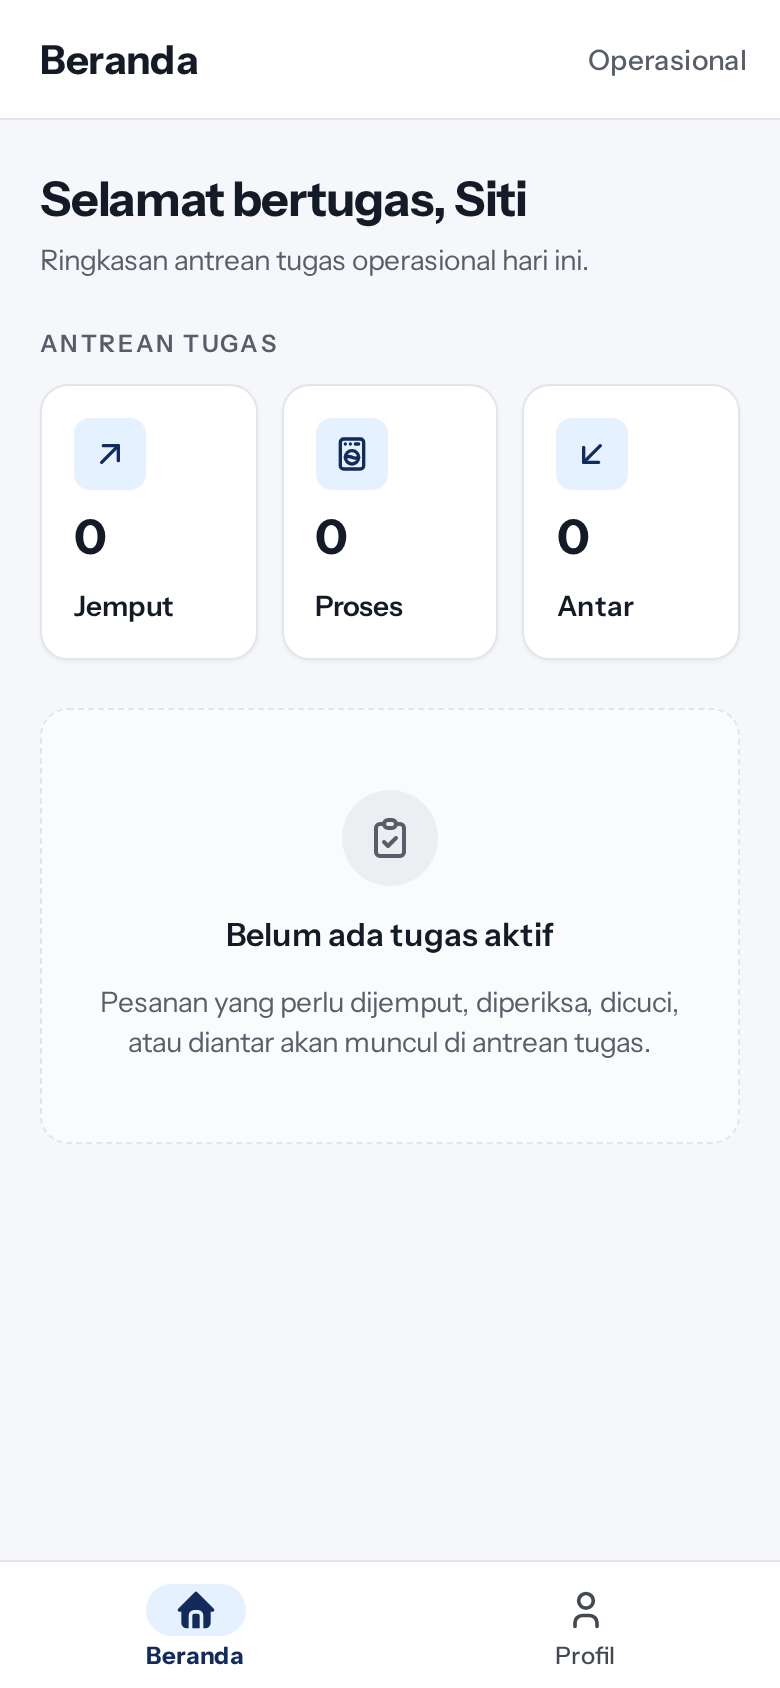 Beranda
Operasional
Selamat bertugas, Siti
Ringkasan antrean tugas operasional hari ini.
ANTREAN TUGAS
0
Jemput
0
Proses
0
Antar
Belum ada tugas aktif
Pesanan yang perlu dijemput, diperiksa, dicuci,
atau diantar akan muncul di antrean tugas.
Beranda
Profil